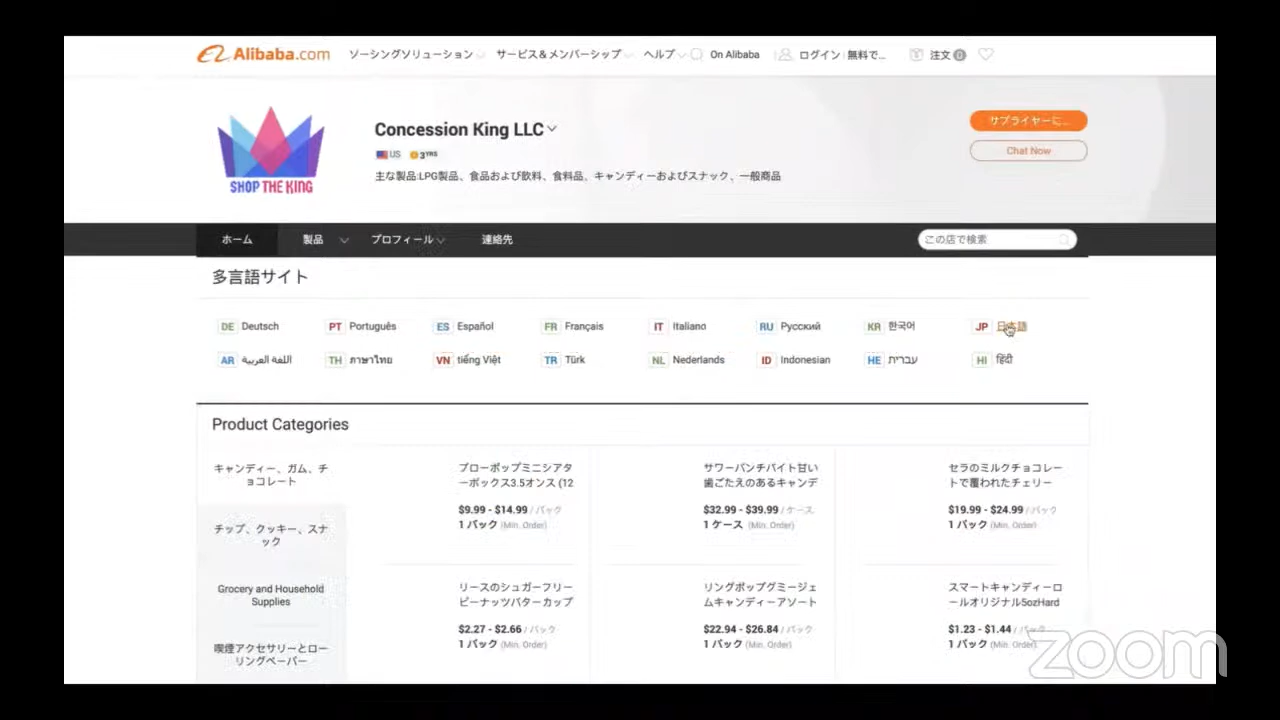 Alibaba.com
ソーシングソリューション サービス＆メンバーシップ ヘルプ On Alibaba ログイン 無料で... 注文 0
SHOP THE KING
Concession King LLC
US 3YRS
主な製品:LPG製品、食品および飲料、食料品、キャンディーおよびスナック、一般商品
サプライヤーに...
Chat Now
ホーム 製品 プロフィール 連絡先 この店で検索
多言語サイト
DE Deutsch PT Português ES Español FR Français IT Italiano RU Pусский KR 한국어 JP 日本語
AR اللغة العربية TH ภาษาไทย VN tiếng Việt TR Türk NL Nederlands ID Indonesian HE עברית HI हिंदी
Product Categories
キャンディー、ガム、チ
ョコレート
チップ、クッキー、スナ
ック
Grocery and Household
Supplies
喫煙アクセサリーとロー
リングペーパー
ブローポップミニシアタ
ーボックス3.5オンス (12
$9.99 - $14.99 / パック
1 パック (Min. Order)
サワーパンチバイト甘い
歯ごたえのあるキャンデ
$32.99 - $39.99 / ケース
1 ケース (Min. Order)
セラのミルクチョコレー
トで覆われたチェリー
$19.99 - $24.99 / パック
1 パック (Min. Order)
リースのシュガーフリー
ピーナッツバターカップ
$2.27 - $2.66 / パック
1 パック (Min. Order)
リングポップグミージェ
ムキャンディーアソート
$22.94 - $26.84 / パック
1 パック (Min. Order)
スマートキャンディーロ
ールオリジナル5ozHard
$1.23 - $1.44 / パック
1 パック (Min. Order)
zoom